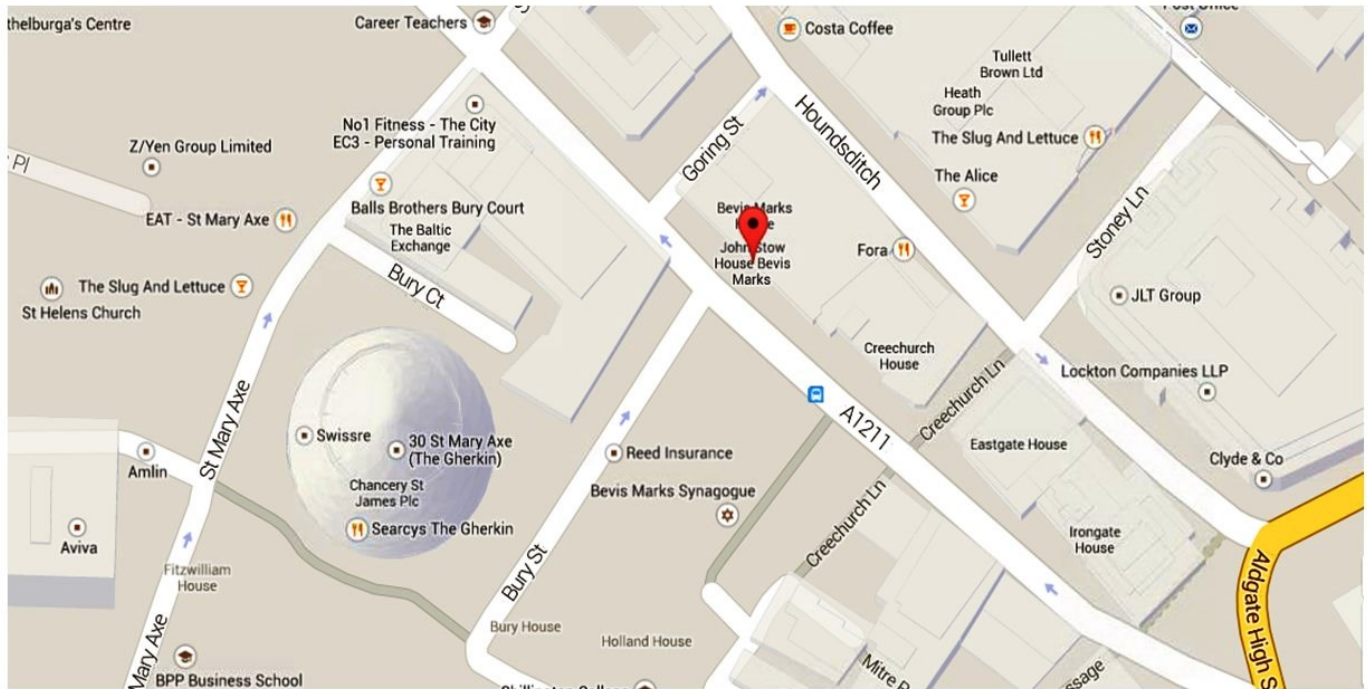 thelburga's Centre
Career Teachers
Costa Coffee
Post Office
Tullett
Brown Ltd
Heath
Group Plc
No1 Fitness - The City
EC3 - Personal Training
Z/Yen Group Limited
Pl
Goring St
Houndsditch
The Slug And Lettuce
The Alice
Balls Brothers Bury Court
EAT - St Mary Axe
The Baltic
Exchange
Bevis Marks
John Stow
House Bevis
Marks
Fora
Stoney Ln
Bury Ct
The Slug And Lettuce
St Helens Church
JLT Group
Creechurch
House
Creechurch Ln
Lockton Companies LLP
St Mary Axe
A1211
Swissre
30 St Mary Axe
(The Gherkin)
Eastgate House
Reed Insurance
Clyde & Co
Amlin
Chancery St
James Plc
Bevis Marks Synagogue
Creechurch Ln
Searcys The Gherkin
Aviva
Irongate
House
Fitzwilliam
House
Bury St
Aldgate High S
Bury House
Holland House
Mary Axe
BPP Business School
Mitre
ssage